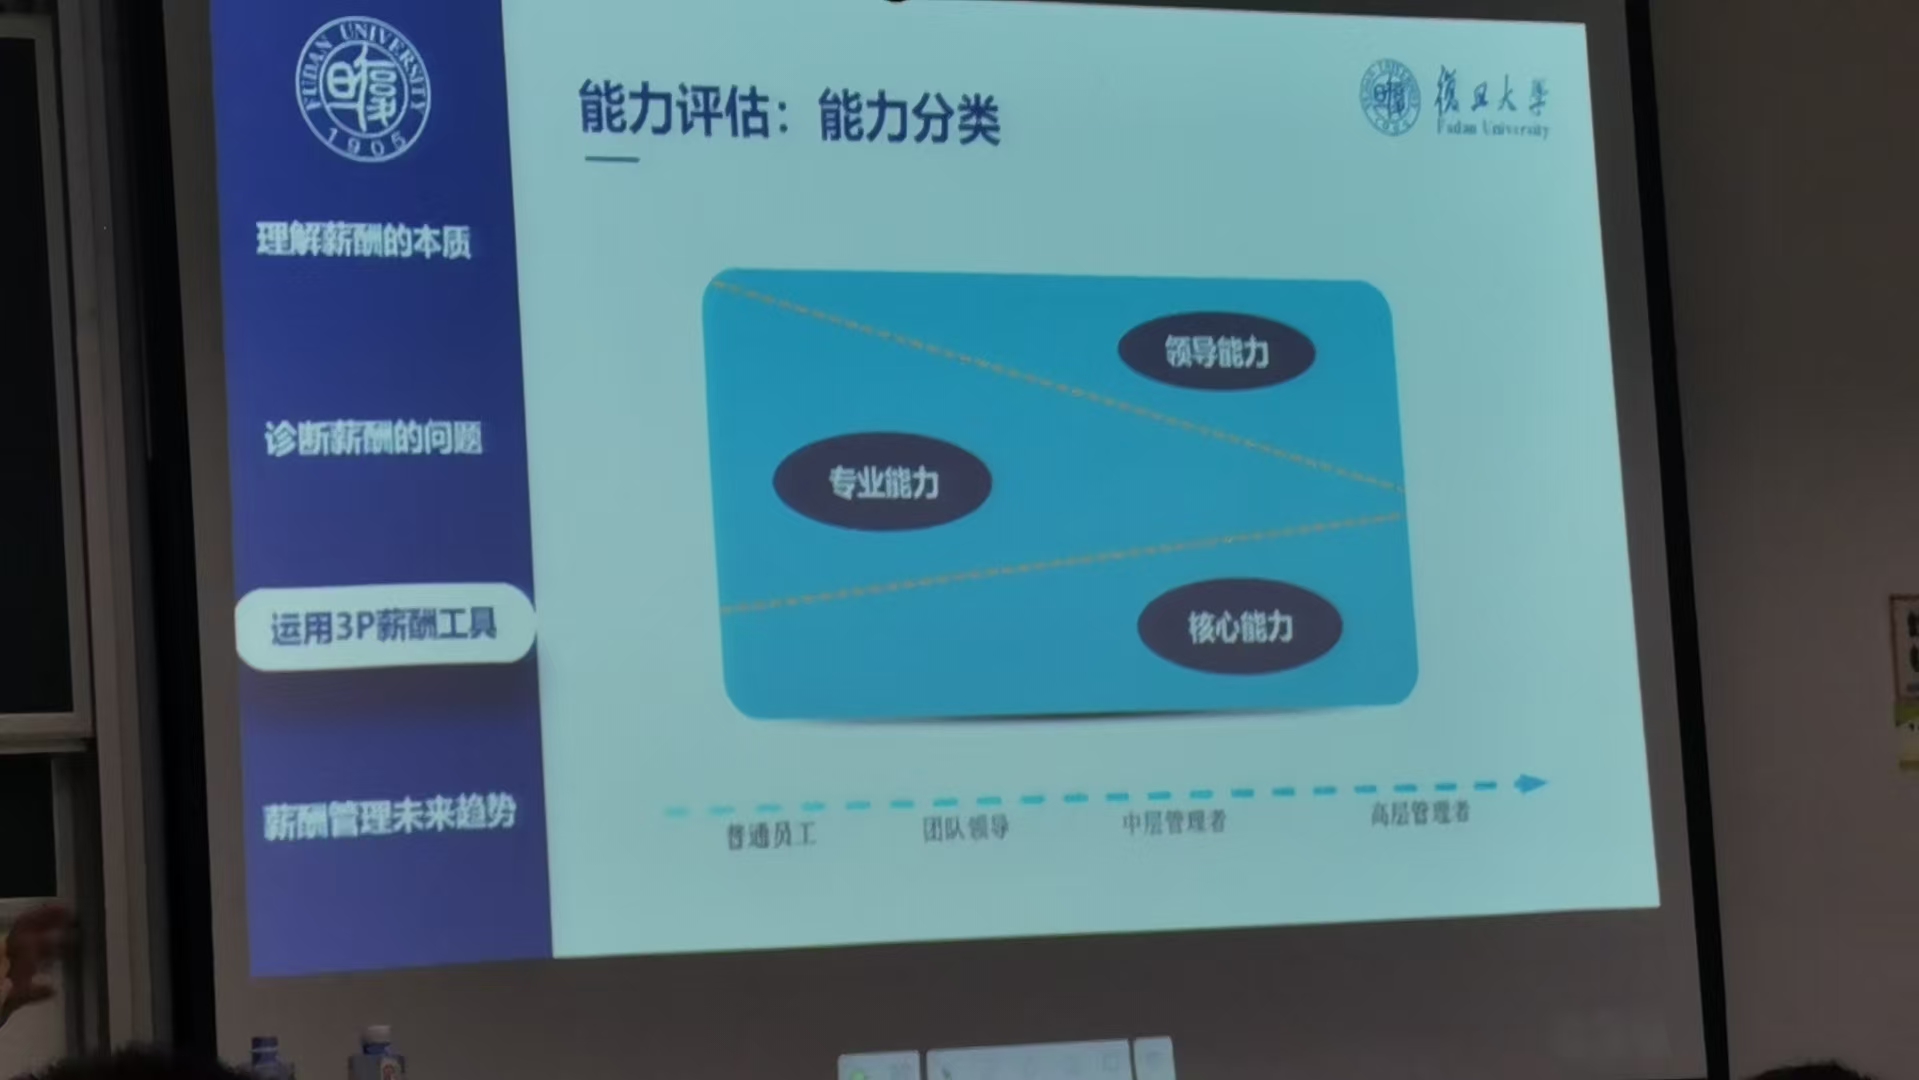 FUDAN UNIVERSITY
1905
理解薪酬的本质
诊断薪酬的问题
运用3P薪酬工具
薪酬管理未来趋势
能力评估：能力分类
復旦大學
Fudan University
领导能力
专业能力
核心能力
普通员工
团队领导
中层管理者
高层管理者